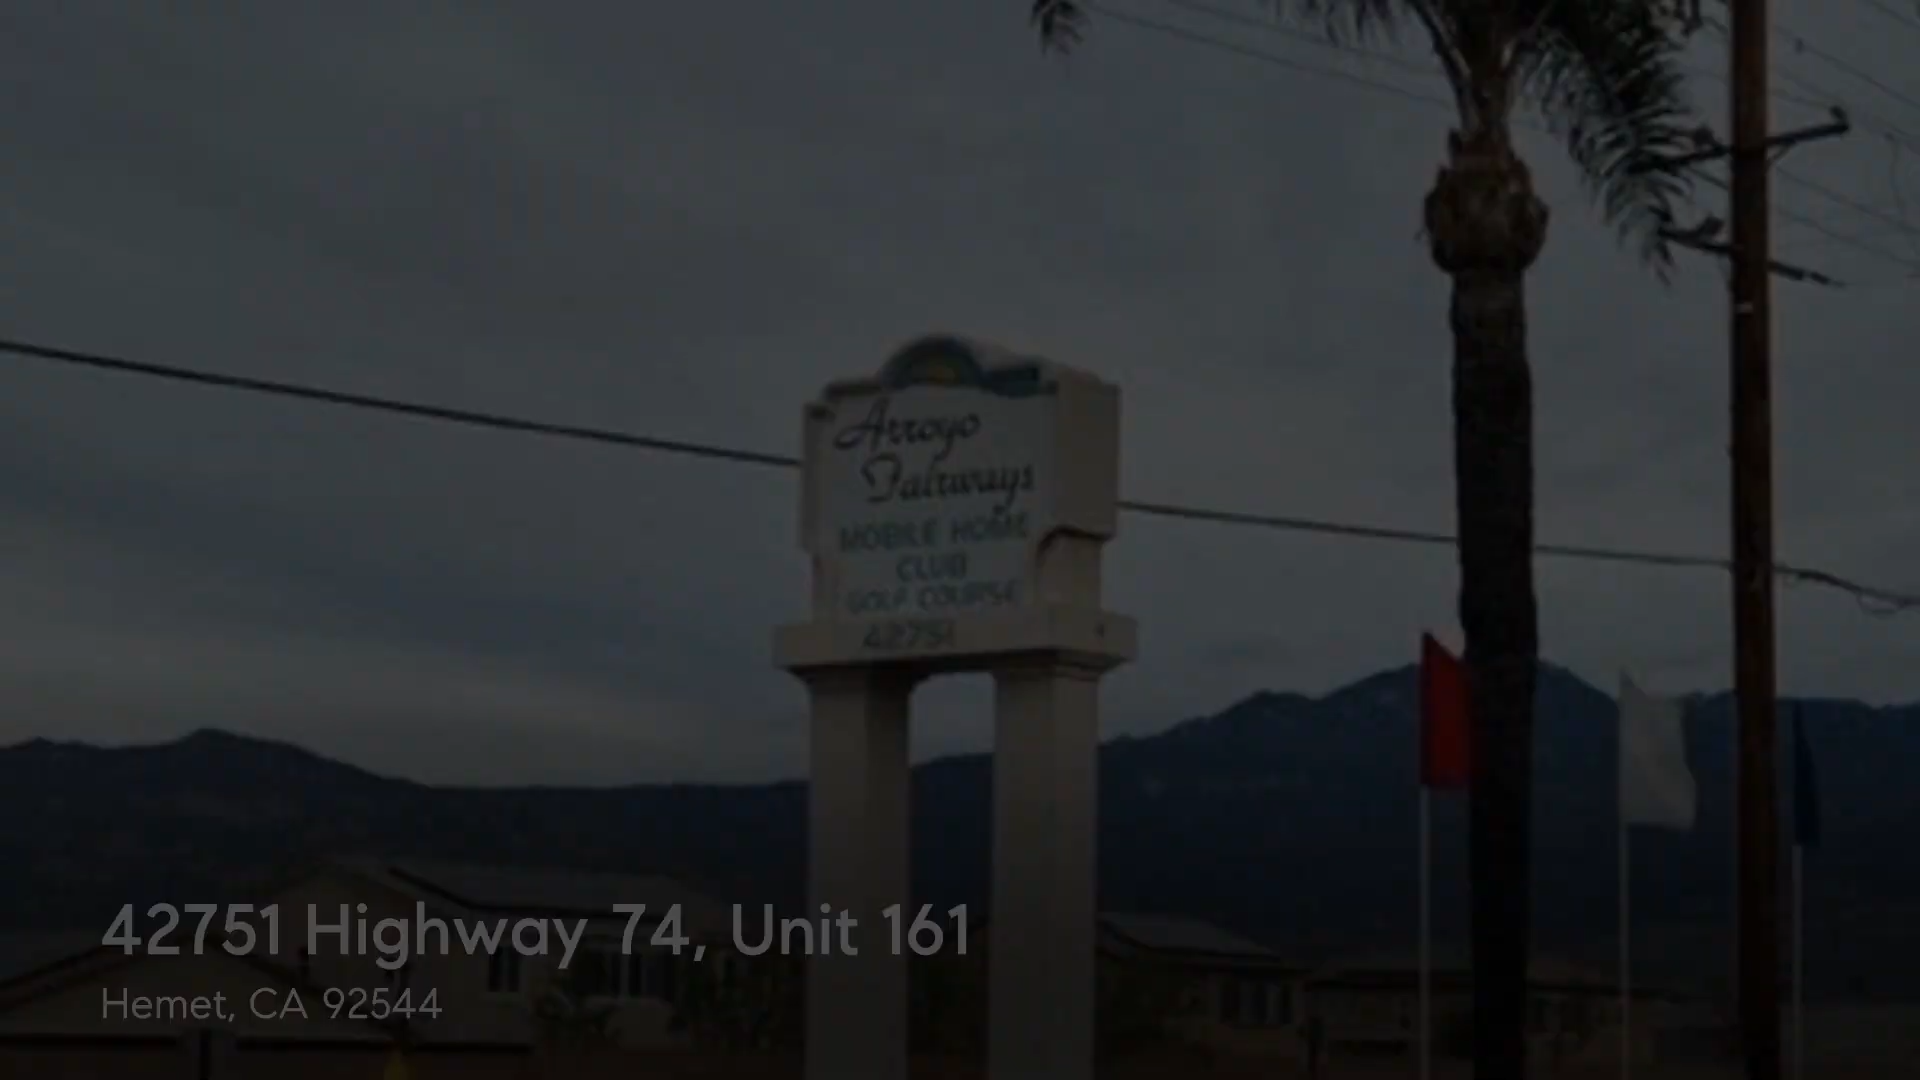 Arroyo
Fairways
MOBILE HOME
CLUB
GOLF COURSE
42751
42751 Highway 74, Unit 161
Hemet, CA 92544